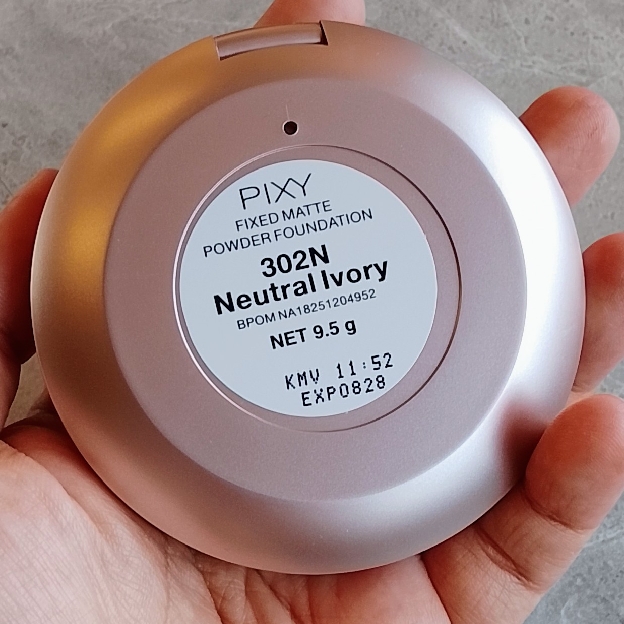 PIXY
FIXED MATTE
POWDER FOUNDATION
302N
Neutral Ivory
BPOM NA18251204952
NET 9.5 g
KMV 11:52
EXP0828